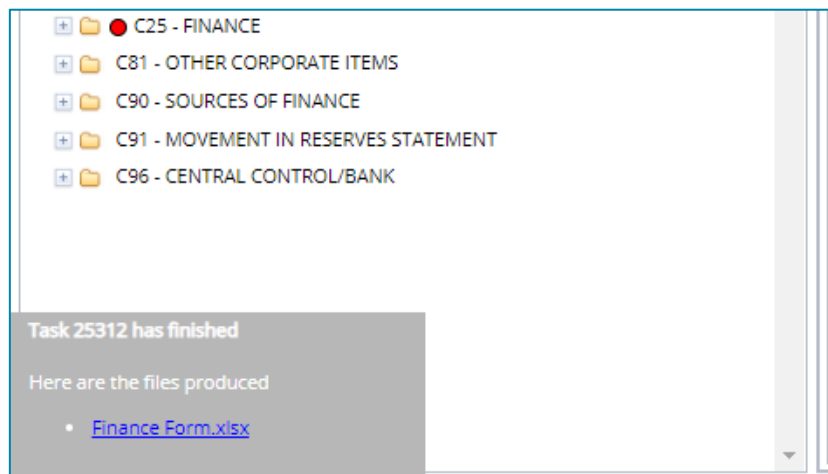 C25 - FINANCE
C81 - OTHER CORPORATE ITEMS
C90 - SOURCES OF FINANCE
C91 - MOVEMENT IN RESERVES STATEMENT
C96 - CENTRAL CONTROL/BANK
Task 25312 has finished
Here are the files produced
• Finance Form.xlsx